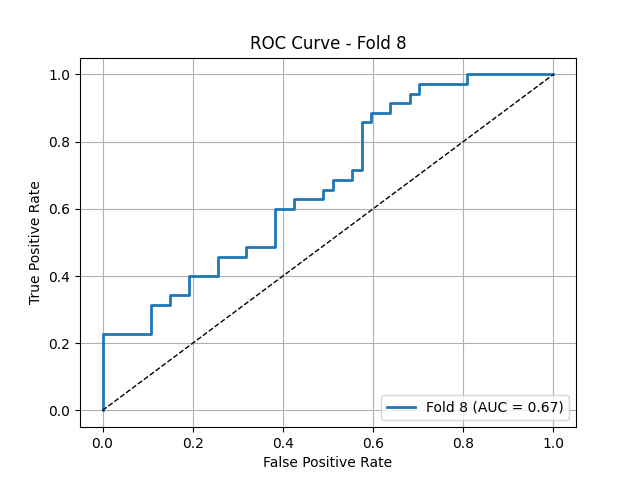 ROC Curve - Fold 8
True Positive Rate
1.0
0.8
0.6
0.4
0.2
0.0
Fold 8 (AUC = 0.67)
0.0 0.2 0.4 0.6 0.8 1.0
False Positive Rate